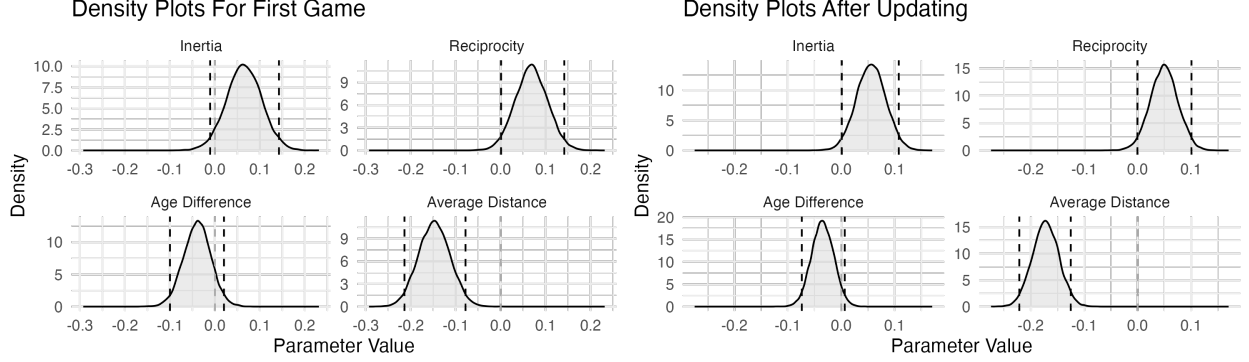 Density Plots For First Game
Density Plots After Updating
Inertia
Reciprocity
Inertia
Reciprocity
10.0
7.5
5.0
2.5
0.0
9
6
3
0
10
5
0
15
10
5
0
-0.3 -0.2 -0.1 0.0 0.1 0.2
-0.3 -0.2 -0.1 0.0 0.1 0.2
-0.2 -0.1 0.0 0.1
-0.2 -0.1 0.0 0.1
Density
Density
Age Difference
Average Distance
Age Difference
Average Distance
10
5
0
9
6
3
0
20
15
10
5
0
15
10
5
0
-0.3 -0.2 -0.1 0.0 0.1 0.2
-0.3 -0.2 -0.1 0.0 0.1 0.2
-0.2 -0.1 0.0 0.1
-0.2 -0.1 0.0 0.1
Parameter Value
Parameter Value